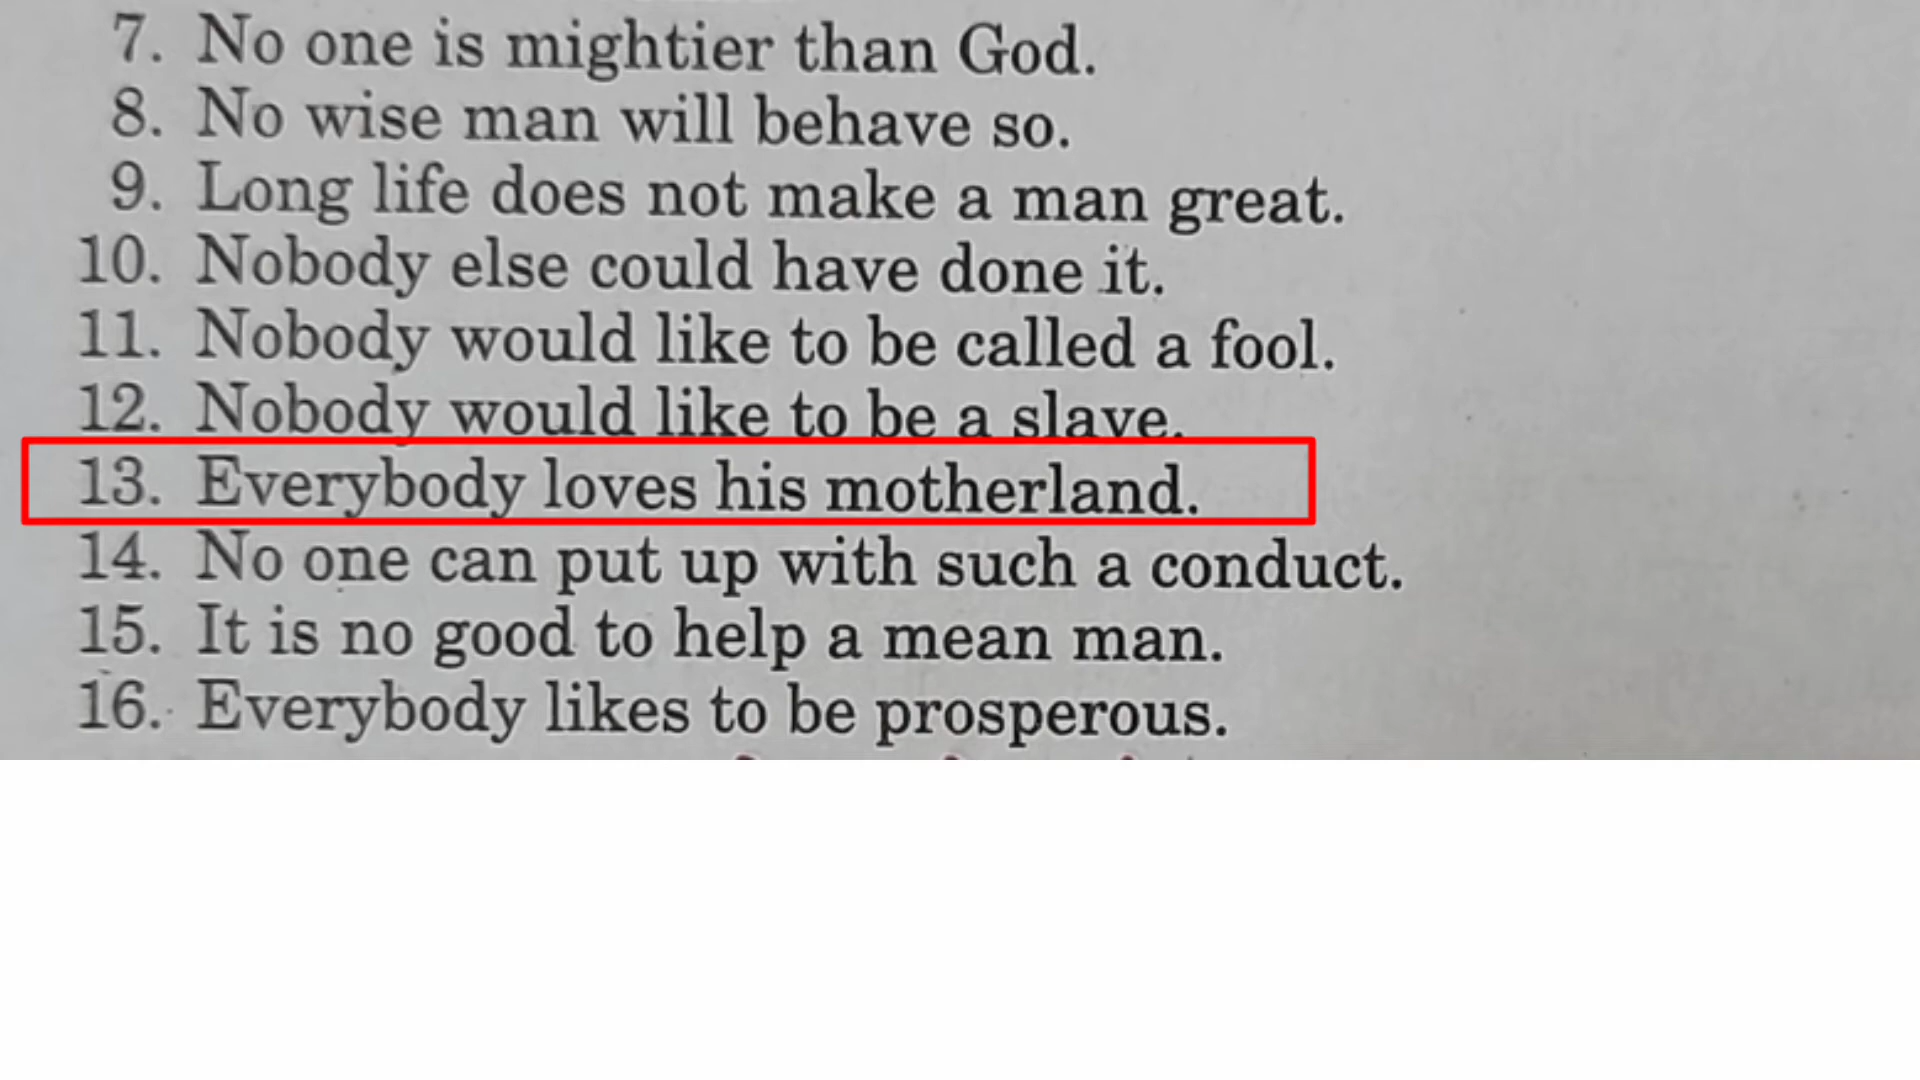 7. No one is mightier than God.
8. No wise man will behave so.
9. Long life does not make a man great.
10. Nobody else could have done it.
11. Nobody would like to be called a fool.
12. Nobody would like to be a slave.
13. Everybody loves his motherland.
14. No one can put up with such a conduct.
15. It is no good to help a mean man.
16. Everybody likes to be prosperous.